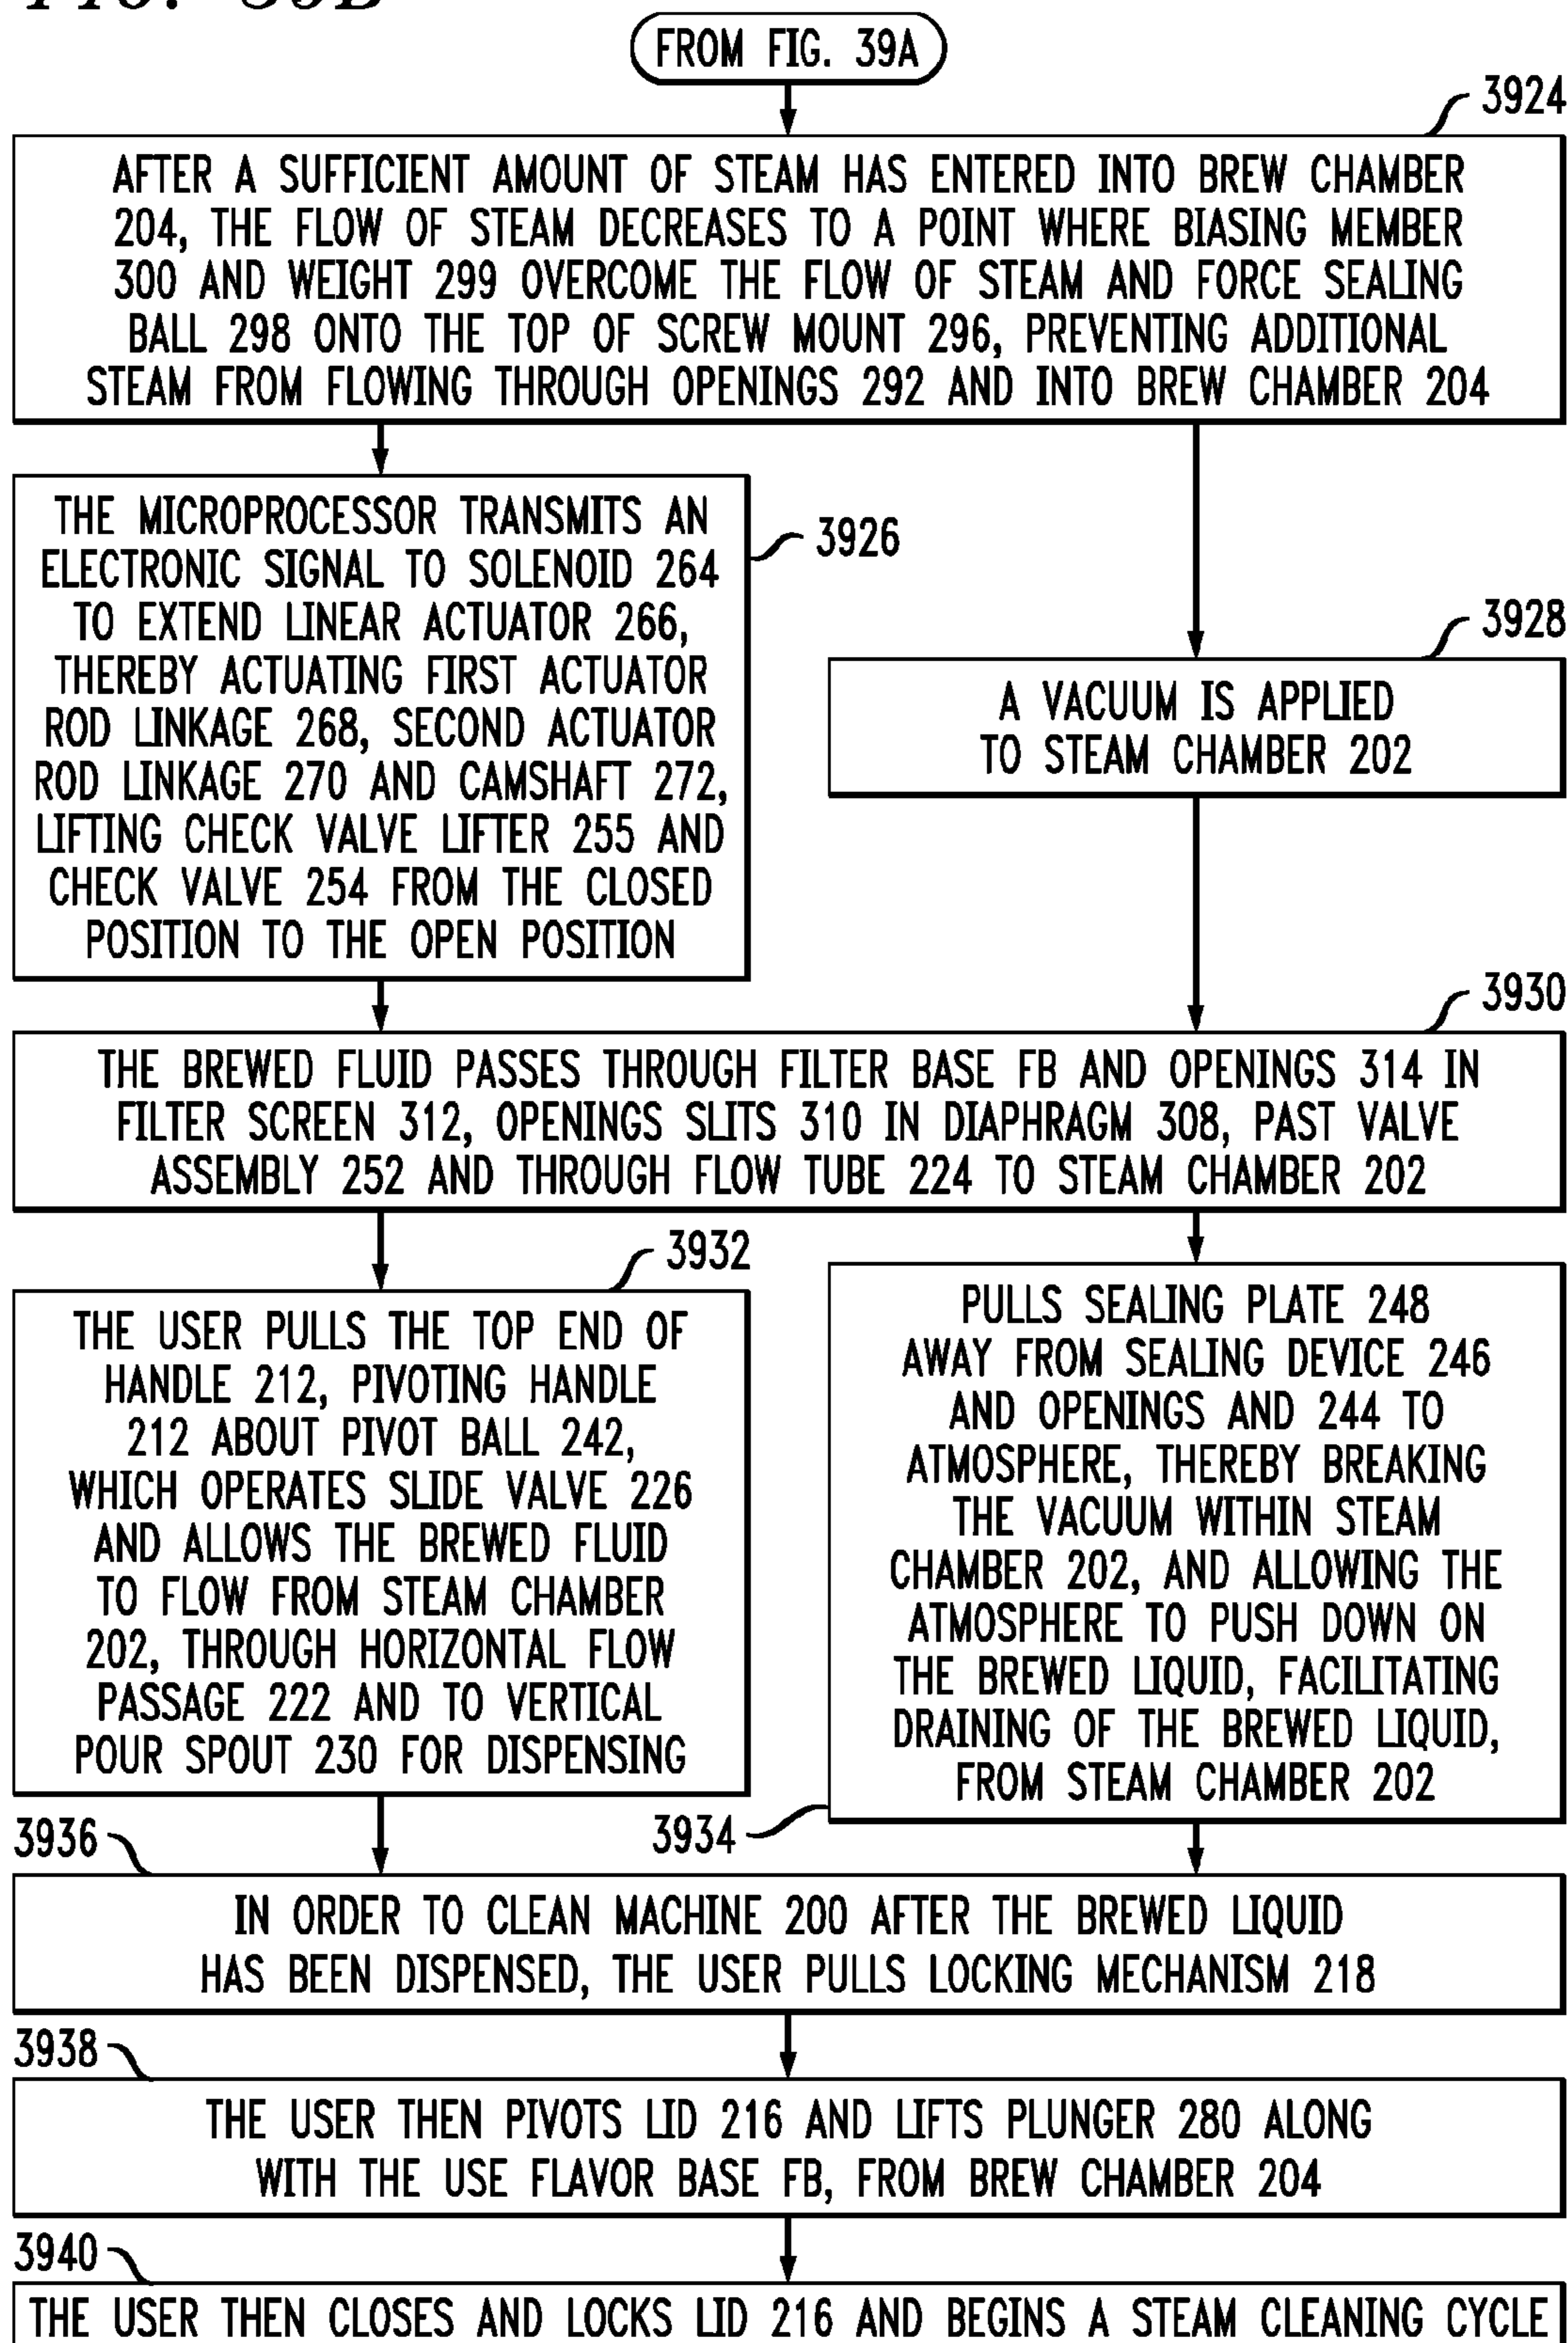 FROM FIG. 39A
3924
AFTER A SUFFICIENT AMOUNT OF STEAM HAS ENTERED INTO BREW CHAMBER
204, THE FLOW OF STEAM DECREASES TO A POINT WHERE BIASING MEMBER
300 AND WEIGHT 299 OVERCOME THE FLOW OF STEAM AND FORCE SEALING
BALL 298 ONTO THE TOP OF SCREW MOUNT 296, PREVENTING ADDITIONAL
STEAM FROM FLOWING THROUGH OPENINGS 292 AND INTO BREW CHAMBER 204
THE MICROPROCESSOR TRANSMITS AN
ELECTRONIC SIGNAL TO SOLENOID 264
TO EXTEND LINEAR ACTUATOR 266,
THEREBY ACTUATING FIRST ACTUATOR
ROD LINKAGE 268, SECOND ACTUATOR
ROD LINKAGE 270 AND CAMSHAFT 272,
LIFTING CHECK VALVE LIFTER 255 AND
CHECK VALVE 254 FROM THE CLOSED
POSITION TO THE OPEN POSITION
3926
3928
A VACUUM IS APPLIED
TO STEAM CHAMBER 202
3930
THE BREWED FLUID PASSES THROUGH FILTER BASE FB AND OPENINGS 314 IN
FILTER SCREEN 312, OPENINGS SLITS 310 IN DIAPHRAGM 308, PAST VALVE
ASSEMBLY 252 AND THROUGH FLOW TUBE 224 TO STEAM CHAMBER 202
3932
THE USER PULLS THE TOP END OF
HANDLE 212, PIVOTING HANDLE
212 ABOUT PIVOT BALL 242,
WHICH OPERATES SLIDE VALVE 226
AND ALLOWS THE BREWED FLUID
TO FLOW FROM STEAM CHAMBER
202, THROUGH HORIZONTAL FLOW
PASSAGE 222 AND TO VERTICAL
POUR SPOUT 230 FOR DISPENSING
PULLS SEALING PLATE 248
AWAY FROM SEALING DEVICE 246
AND OPENINGS AND 244 TO
ATMOSPHERE, THEREBY BREAKING
THE VACUUM WITHIN STEAM
CHAMBER 202, AND ALLOWING THE
ATMOSPHERE TO PUSH DOWN ON
THE BREWED LIQUID, FACILITATING
DRAINING OF THE BREWED LIQUID,
FROM STEAM CHAMBER 202
3934
3936
IN ORDER TO CLEAN MACHINE 200 AFTER THE BREWED LIQUID
HAS BEEN DISPENSED, THE USER PULLS LOCKING MECHANISM 218
3938
THE USER THEN PIVOTS LID 216 AND LIFTS PLUNGER 280 ALONG
WITH THE USE FLAVOR BASE FB, FROM BREW CHAMBER 204
3940
THE USER THEN CLOSES AND LOCKS LID 216 AND BEGINS A STEAM CLEANING CYCLE